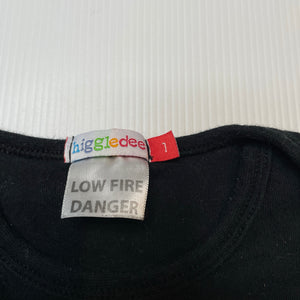 higgledee
1
LOW FIRE
DANGER